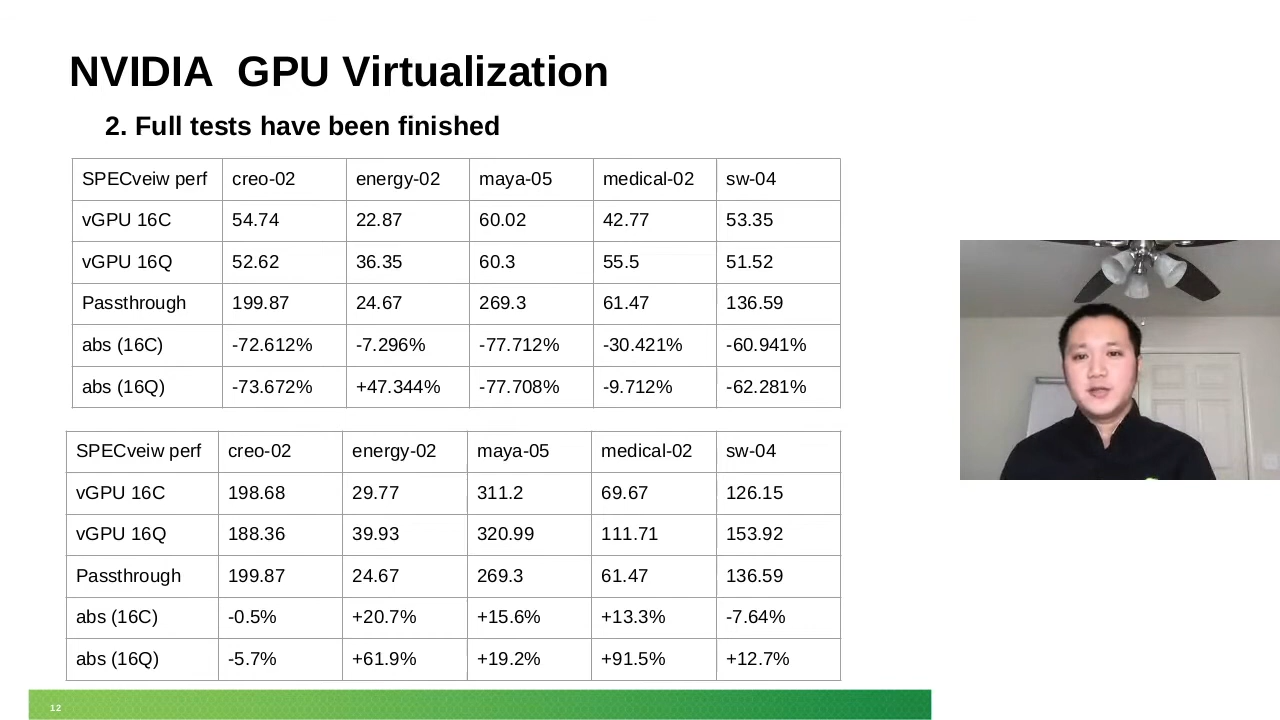 NVIDIA  GPU Virtualization
2. Full tests have been finished
SPECveiw perf creo-02 energy-02 maya-05 medical-02 sw-04
vGPU 16C 54.74 22.87 60.02 42.77 53.35
vGPU 16Q 52.62 36.35 60.3 55.5 51.52
Passthrough 199.87 24.67 269.3 61.47 136.59
abs (16C) -72.612% -7.296% -77.712% -30.421% -60.941%
abs (16Q) -73.672% +47.344% -77.708% -9.712% -62.281%
SPECveiw perf creo-02 energy-02 maya-05 medical-02 sw-04
vGPU 16C 198.68 29.77 311.2 69.67 126.15
vGPU 16Q 188.36 39.93 320.99 111.71 153.92
Passthrough 199.87 24.67 269.3 61.47 136.59
abs (16C) -0.5% +20.7% +15.6% +13.3% -7.64%
abs (16Q) -5.7% +61.9% +19.2% +91.5% +12.7%
12